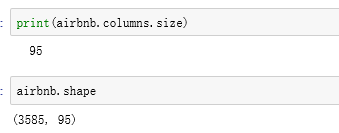 : print(airbnb.columns.size)
95
: airbnb.shape
(3585, 95)